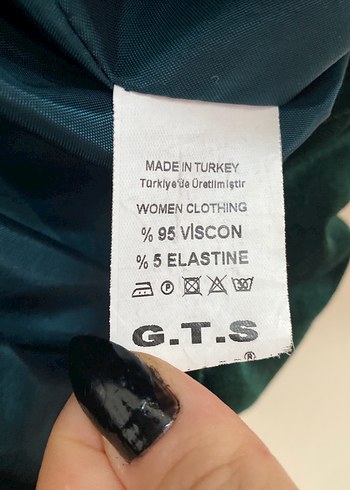 MADE IN TURKEY
Türkiye'de Üretilmiştir
WOMEN CLOTHING
% 95 VİSCON
% 5 ELASTINE
P
G.T.S
®